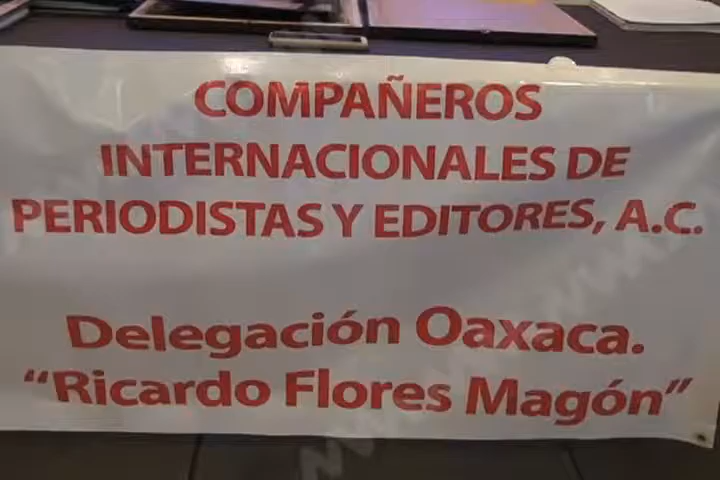 COMPAÑEROS
INTERNACIONALES DE
PERIODISTAS Y EDITORES, A.C.
Delegación Oaxaca.
“Ricardo Flores Magón”